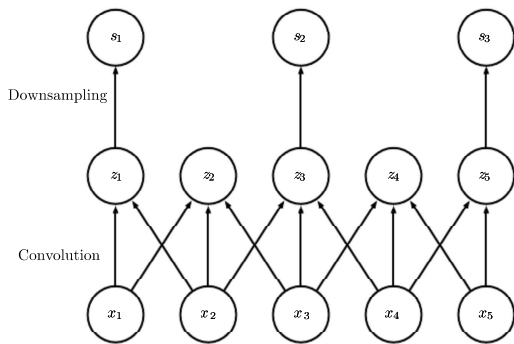 s₁ s₂ s₃
Downsampling
z₁ z₂ z₃ z₄ z₅
Convolution
x₁ x₂ x₃ x₄ x₅